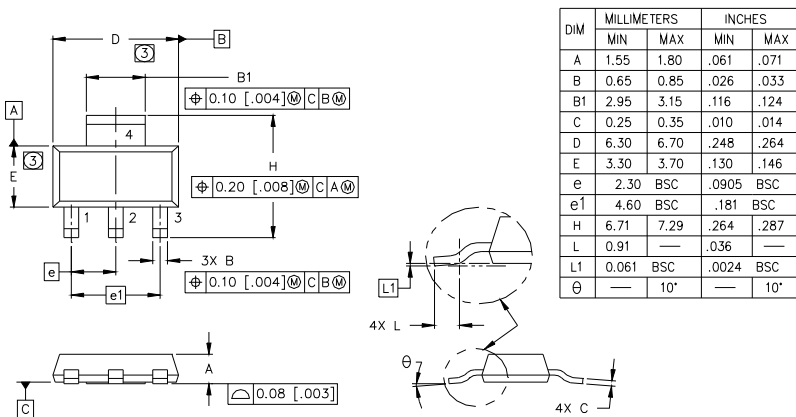 D
B
3
B1
⌖ 0.10 [.004] Ⓜ C B Ⓜ
A
4
3
E
H
⌖ 0.20 [.008] Ⓜ C A Ⓜ
1 2 3
e
3X B
e1
⌖ 0.10 [.004] Ⓜ C B Ⓜ
L1
4X L
A
C
⌓ 0.08 [.003]
θ
4X C
DIM MILLIMETERS INCHES
MIN MAX MIN MAX
A 1.55 1.80 .061 .071
B 0.65 0.85 .026 .033
B1 2.95 3.15 .116 .124
C 0.25 0.35 .010 .014
D 6.30 6.70 .248 .264
E 3.30 3.70 .130 .146
e 2.30 BSC .0905 BSC
e1 4.60 BSC .181 BSC
H 6.71 7.29 .264 .287
L 0.91 — .036 —
L1 0.061 BSC .0024 BSC
θ — 10° — 10°